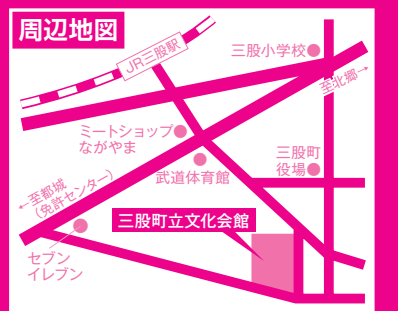 周辺地図
JR三股駅
三股小学校
至北郷→
ミートショップ
ながやま
武道体育館
三股町
役場
←至都城
(免許センター)
三股町立文化会館
セブン
イレブン